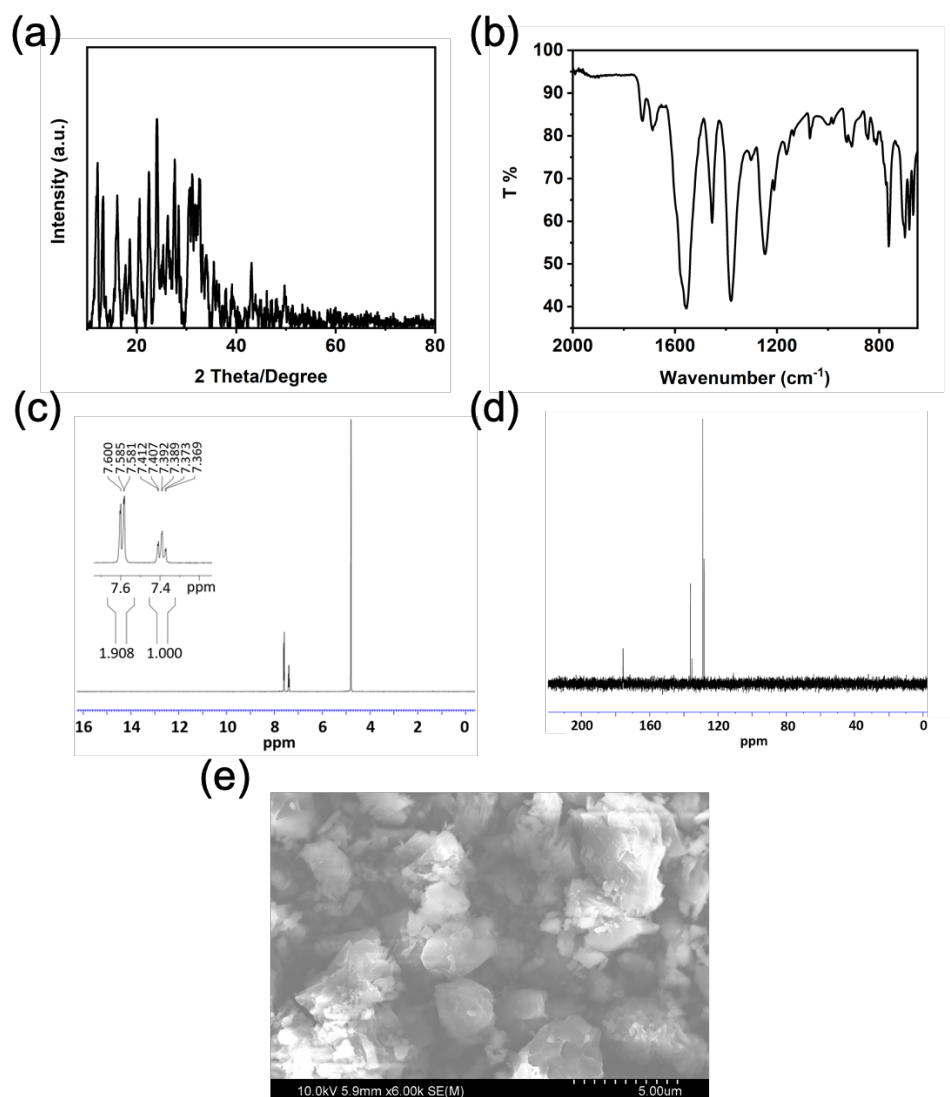 (a)
Intensity (a.u.)
20 40 60 80
2 Theta/Degree
(b)
100
90
80
70
60
50
40
T %
2000 1600 1200 800
Wavenumber (cm-1)
(c)
7.600
7.585
7.581
7.412
7.407
7.392
7.389
7.373
7.369
7.6 7.4 ppm
1.908 1.000
16 14 12 10 8 6 4 2 0
ppm
(d)
200 160 120 80 40 0
ppm
(e)
10.0kV 5.9mm x6.00k SE(M) 5.00um